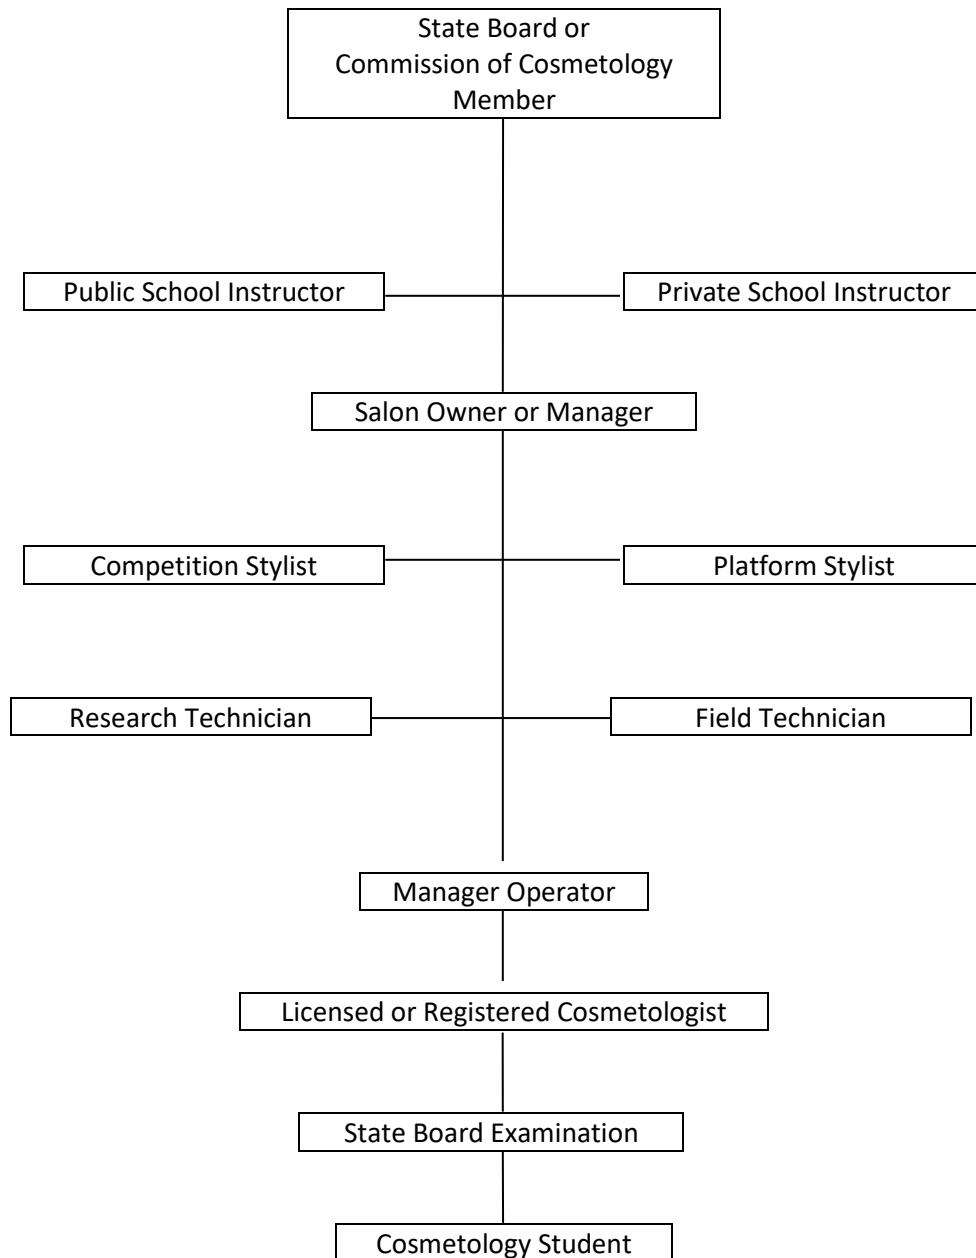 State Board or
Commission of Cosmetology
Member
Public School Instructor
Private School Instructor
Salon Owner or Manager
Competition Stylist
Platform Stylist
Research Technician
Field Technician
Manager Operator
Licensed or Registered Cosmetologist
State Board Examination
Cosmetology Student